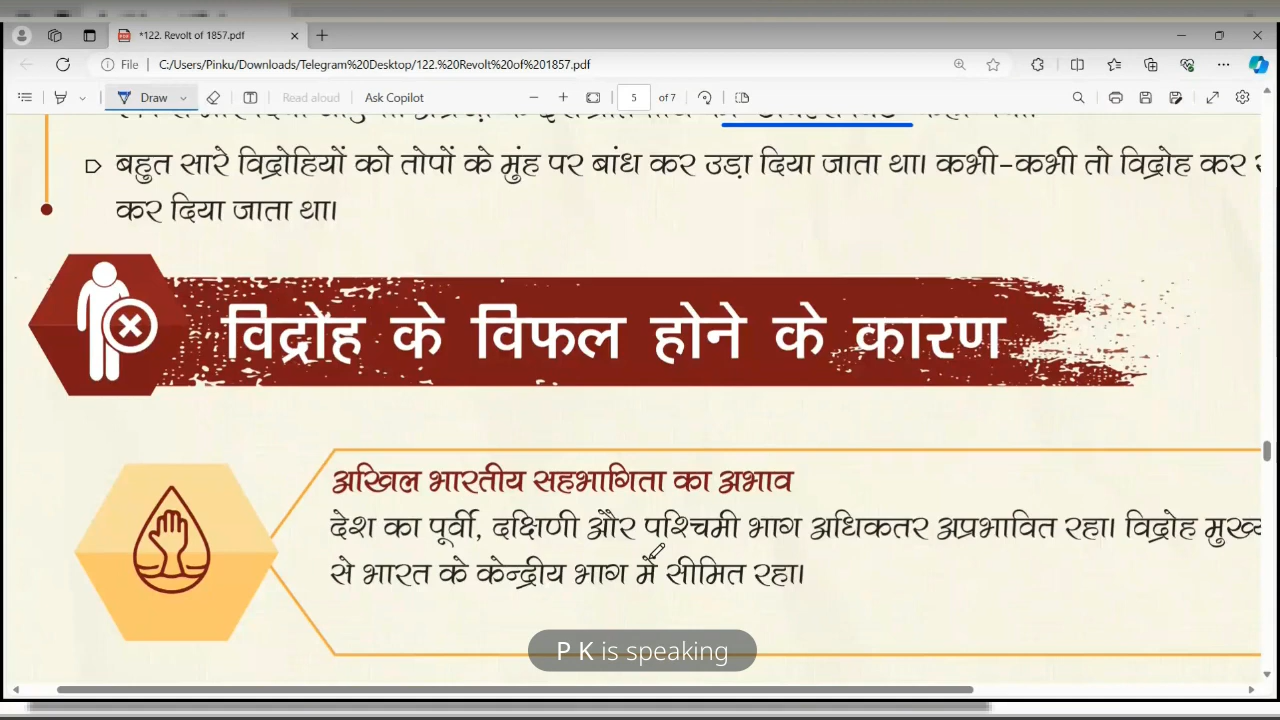 *122. Revolt of 1857.pdf
File | C:/Users/Pinku/Downloads/Telegram%20Desktop/122.%20Revolt%20of%201857.pdf
Draw Read aloud Ask Copilot 5 of 7
बहुत सारे विद्रोहियों को तोपों के मुंह पर बांध कर उड़ा दिया जाता था। कभी-कभी तो विद्रोह कर
कर दिया जाता था।
विद्रोह के विफल होने के कारण
अखिल भारतीय सहभागिता का अभाव
देश का पूर्वी, दक्षिणी और पश्चिमी भाग अधिकतर अप्रभावित रहा। विद्रोह
से भारत के केन्द्रीय भाग में सीमित रहा।
P K is speaking